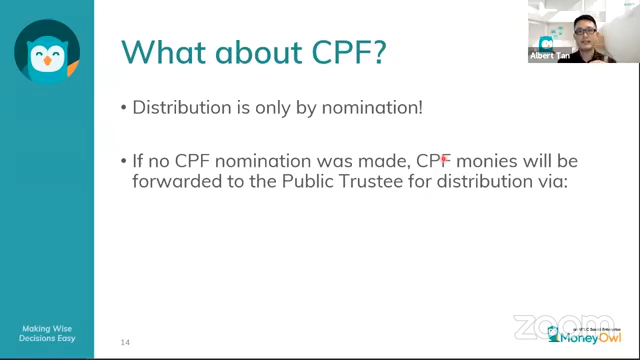 What about CPF?
• Distribution is only by nomination!
• If no CPF nomination was made, CPF monies will be
forwarded to the Public Trustee for distribution via:
Albert Tan
Making Wise
Decisions Easy
14
zoom
MoneyOwl